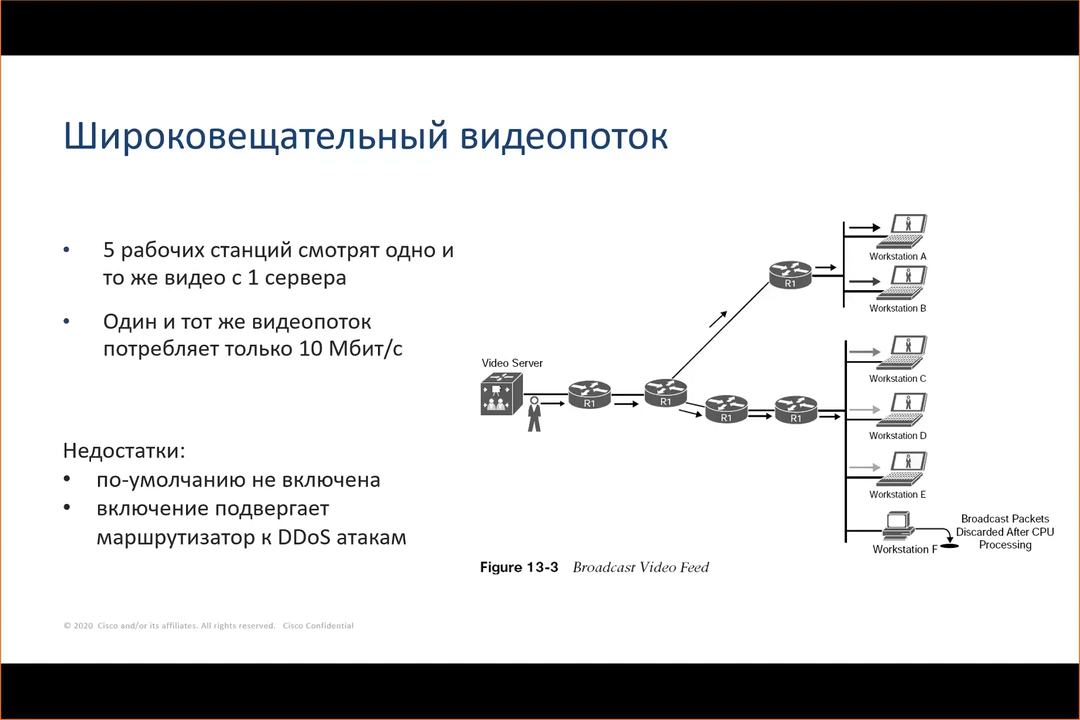 Широковещательный видеопоток
5 рабочих станций смотрят одно и
то же видео с 1 сервера
Один и тот же видеопоток
потребляет только 10 Мбит/с
Недостатки:
по-умолчанию не включена
включение подвергает
маршрутизатор к DDoS атакам
Video Server
R1
R1
R1
R1
R1
Workstation A
Workstation B
Workstation C
Workstation D
Workstation E
Workstation F
Broadcast Packets
Discarded After CPU
Processing
Figure 13-3 Broadcast Video Feed
© 2020 Cisco and/or its affiliates. All rights reserved. Cisco Confidential